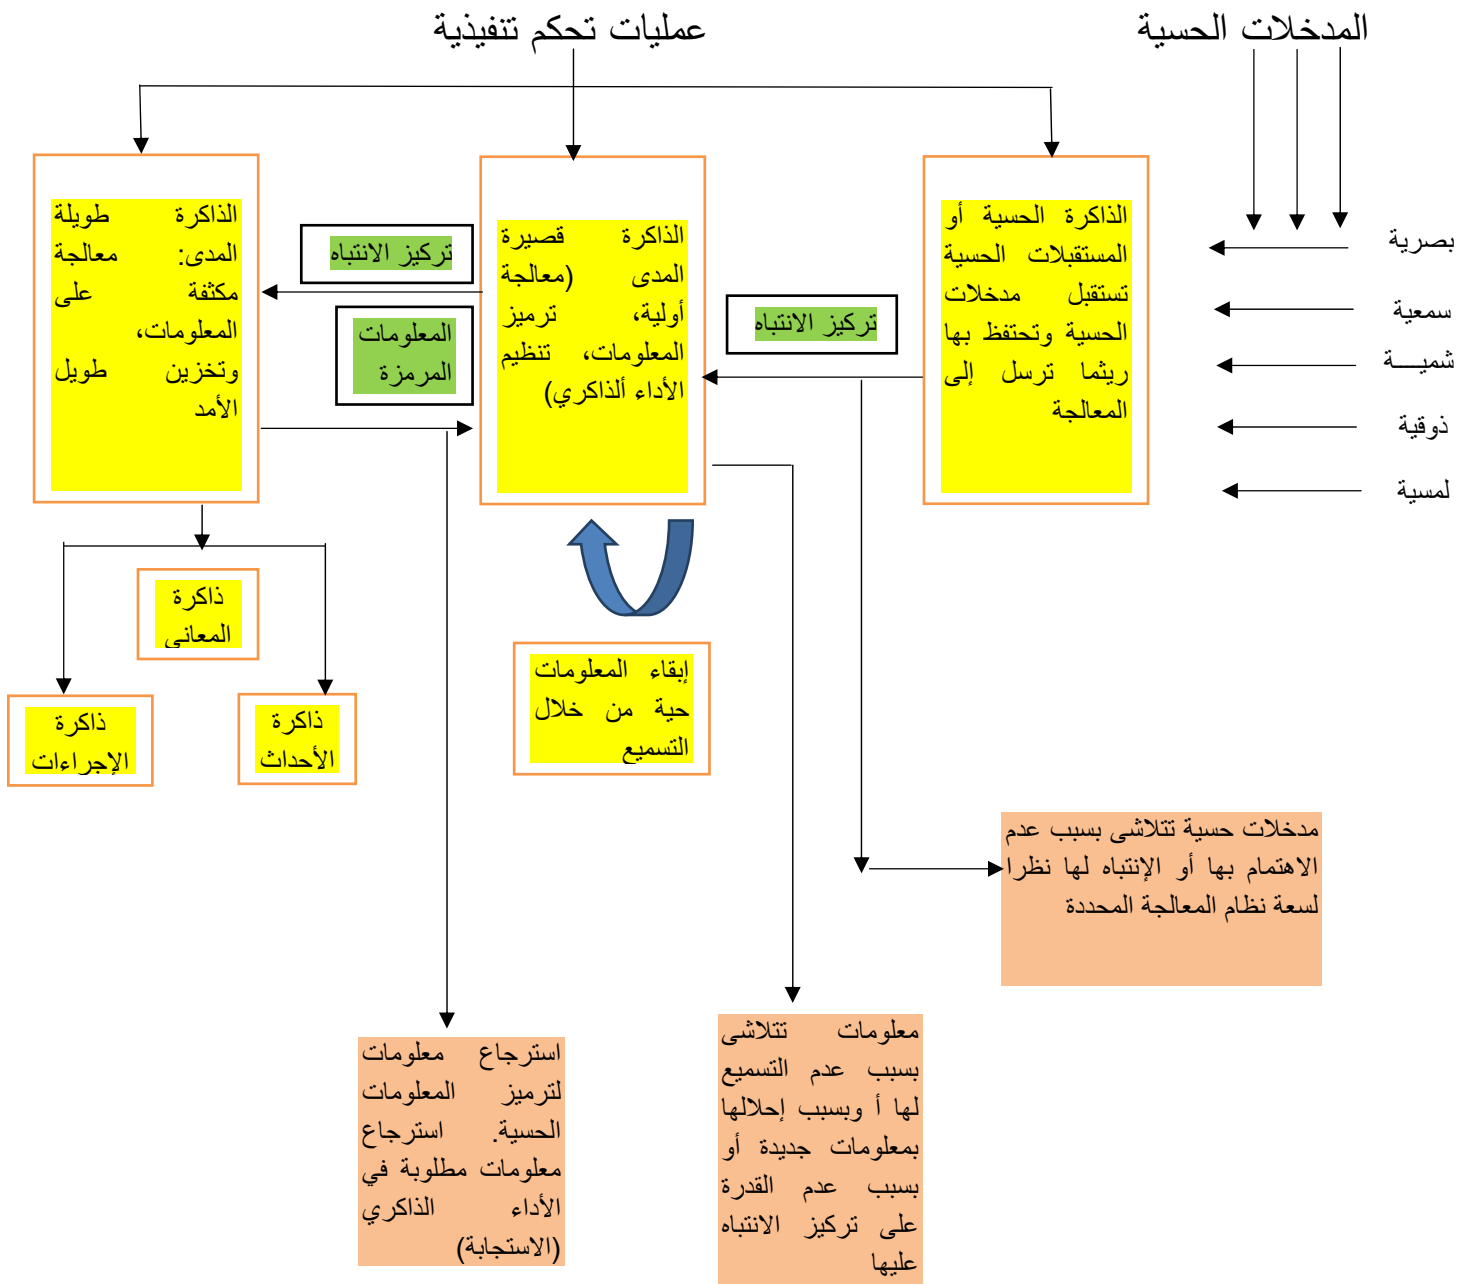 المدخلات الحسية
عمليات تحكم تنفيذية
بصرية
سمعية
شميـــة
ذوقية
لمسية
الذاكرة الحسية أو
المستقبلات الحسية
تستقبل مدخلات
الحسية وتحتفظ بها
ريثما ترسل إلى
المعالجة
تركيز الانتباه
الذاكرة قصيرة
المدى (معالجة
أولية، ترميز
المعلومات، تنظيم
الأداء ألذاكري)
تركيز الانتباه
المعلومات
المرمزة
الذاكرة طويلة
المدى: معالجة
مكثفة على
المعلومات،
وتخزين طويل
الأمد
ذاكرة
المعاني
ذاكرة
الأحداث
ذاكرة
الإجراءات
إبقاء المعلومات
حية من خلال
التسميع
مدخلات حسية تتلاشى بسبب عدم
الاهتمام بها أو الإنتباه لها نظرا
لسعة نظام المعالجة المحددة
معلومات تتلاشى
بسبب عدم التسميع
لها أ وبسبب إحلالها
بمعلومات جديدة أو
بسبب عدم القدرة
على تركيز الانتباه
عليها
استرجاع معلومات
لترميز المعلومات
الحسية. استرجاع
معلومات مطلوبة في
الأداء الذاكري
(الاستجابة)